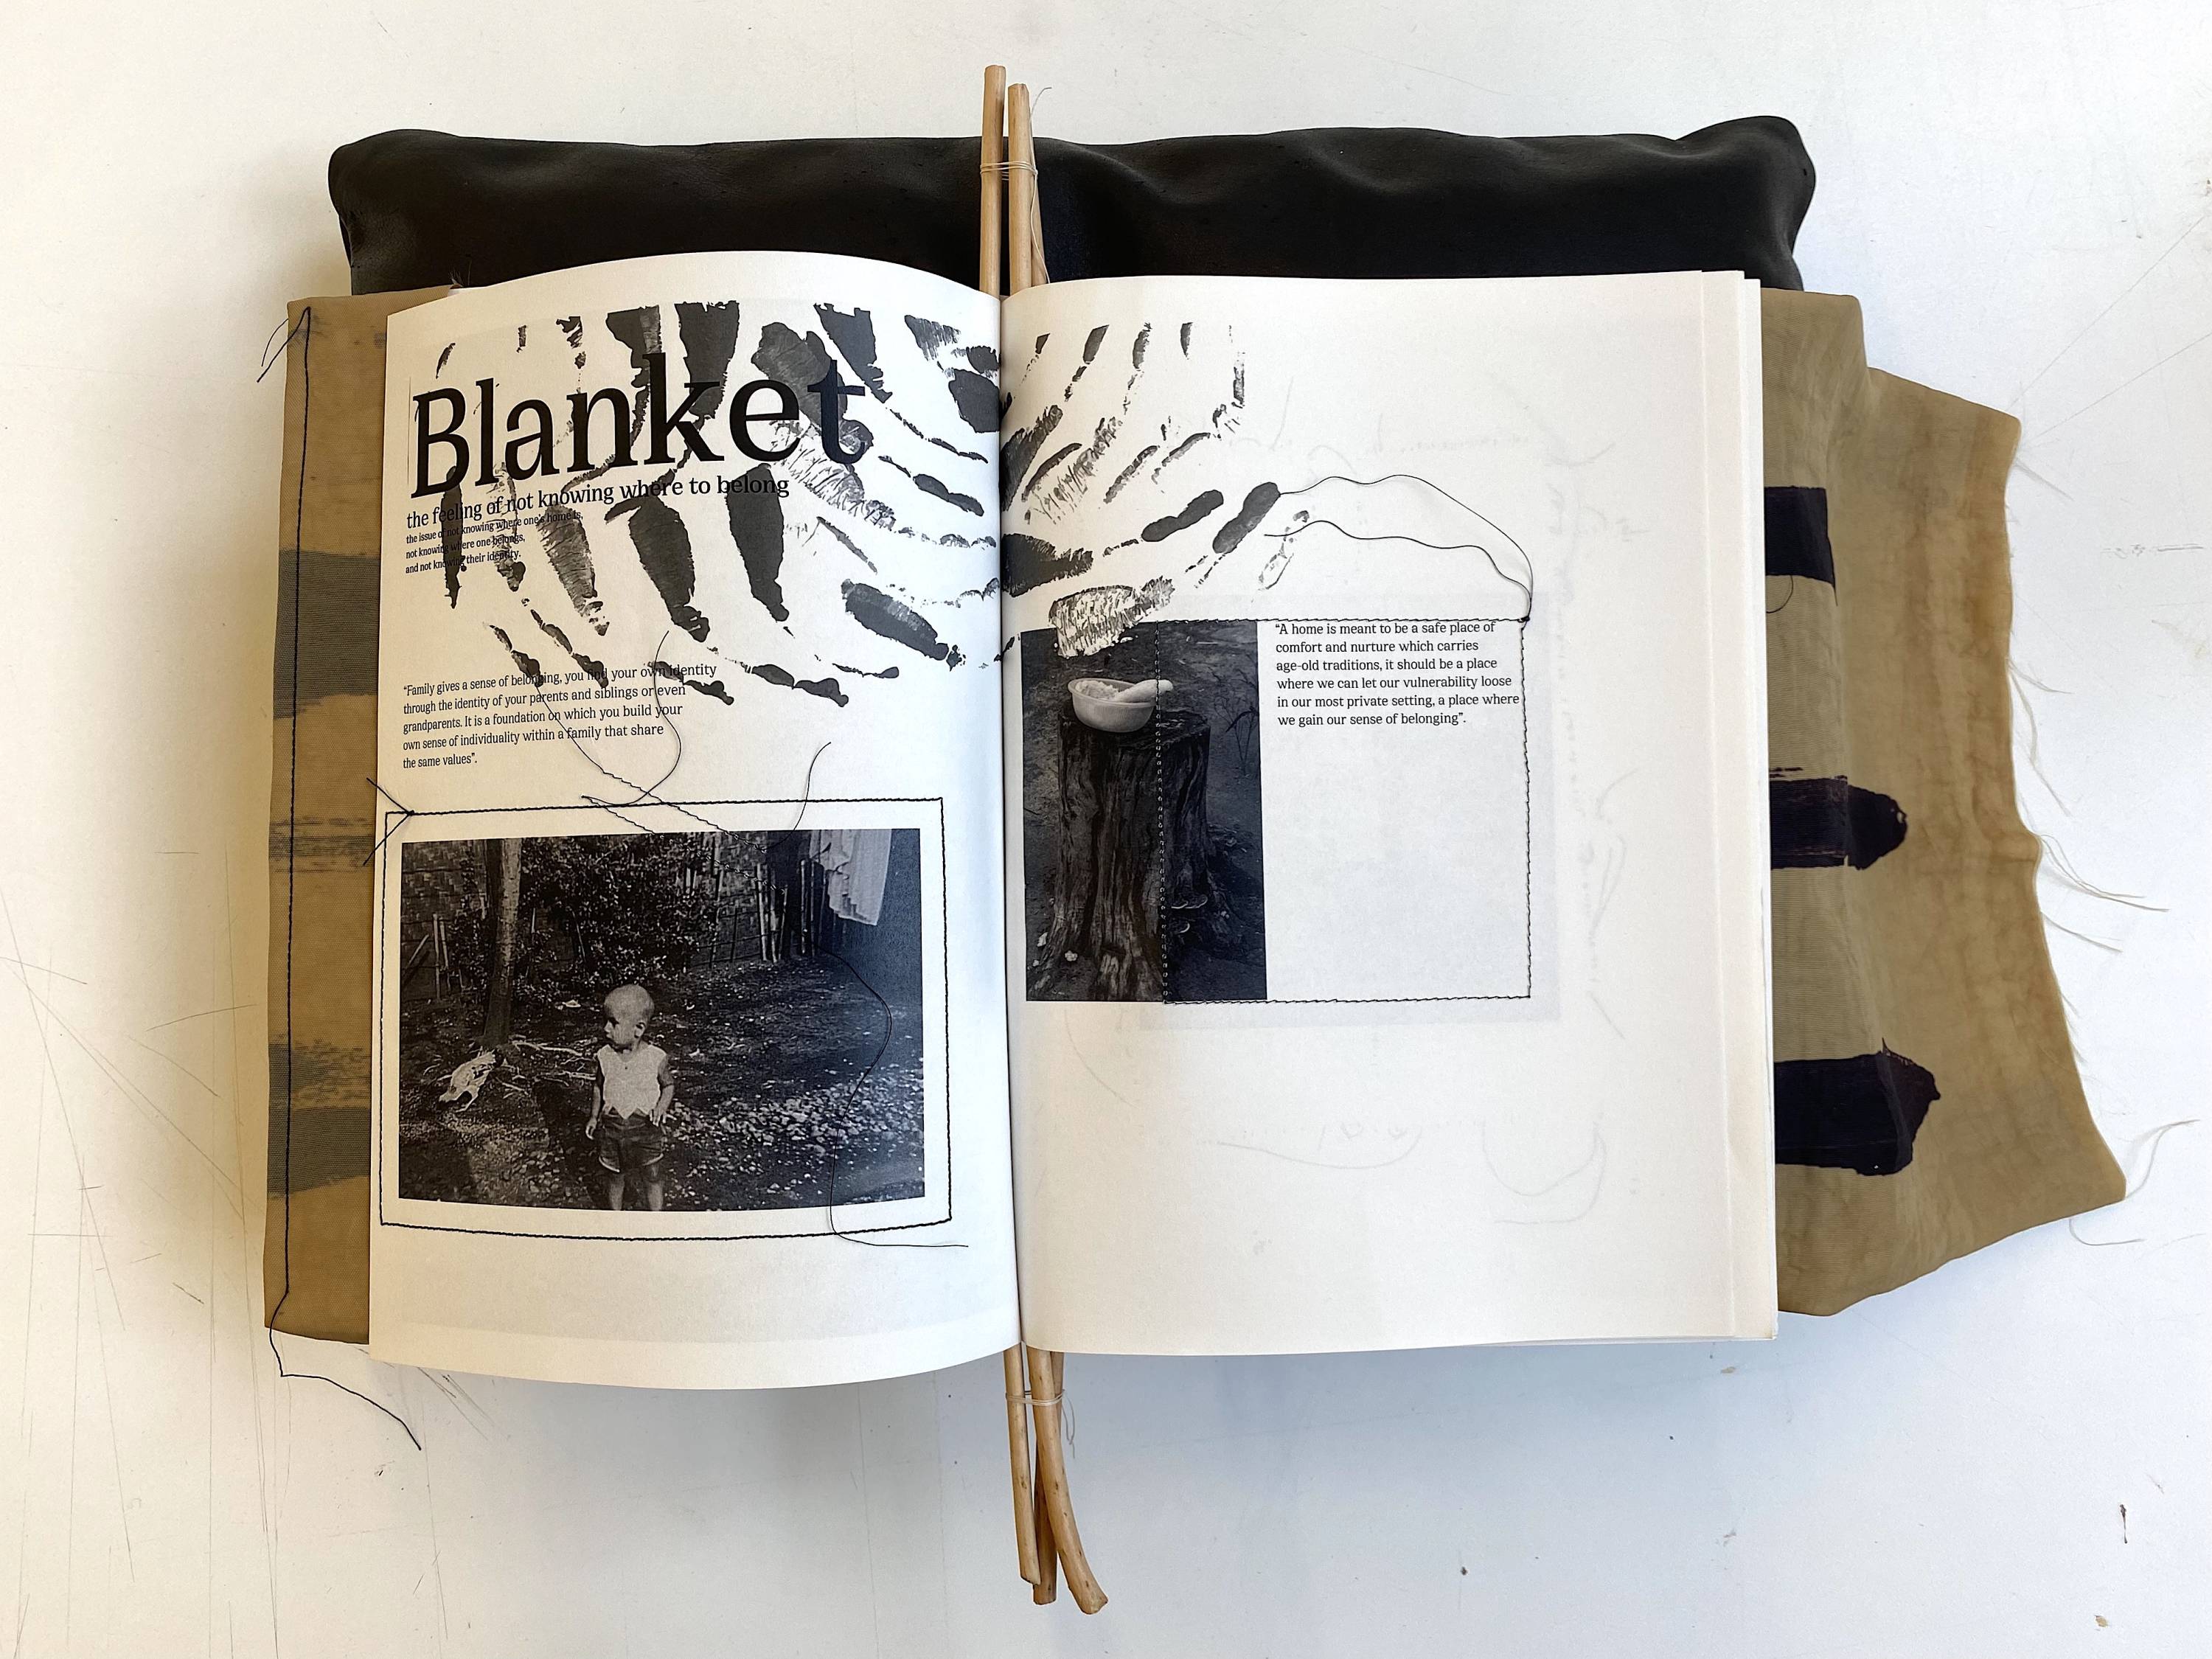 Blanket
the feeling of not knowing where to belong
the issue of not knowing where one's home is,
not knowing where one belongs,
and not knowing their identity.
“Family gives a sense of belonging, you find your own identity
through the identity of your parents and siblings or even
grandparents. It is a foundation on which you build your
own sense of individuality within a family that share
the same values”.
“A home is meant to be a safe place of
comfort and nurture which carries
age-old traditions, it should be a place
where we can let our vulnerability loose
in our most private setting, a place where
we gain our sense of belonging”.